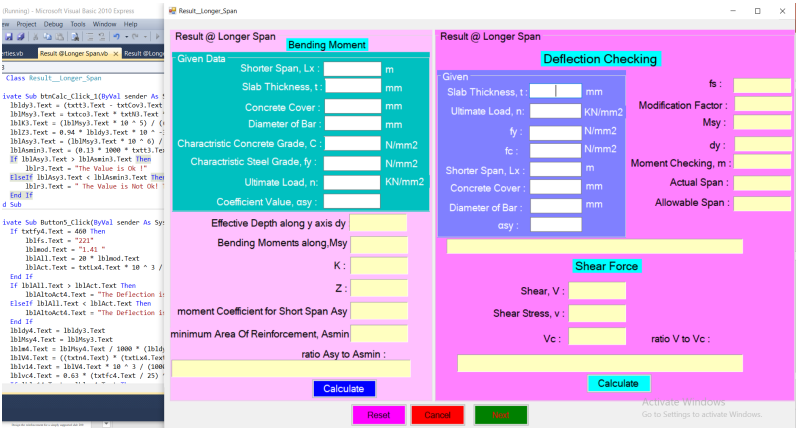 (Running) - Microsoft Visual Basic 2010 Express
ew Project Debug Tools Window Help
erties.vb Result @Longer Span.vb × Result @Longe
Class Result__Longer_Span
ivate Sub btnCalc_Click_1(ByVal sender As S
lbldy3.Text = (txtt3.Text - txtCov3.Text
lblMsy3.Text = txtco3.Text * txtN3.Text *
lblK3.Text = (lblMsy3.Text * 10 ^ 6) / (
lblZ3.Text = 0.94 * lbldy3.Text * 10 ^ -3
lblAsy3.Text = (lblMsy3.Text * 10 ^ 6) /
lblAsmin3.Text = (0.13 * 1000 * txtt3.Tex
If lblAsy3.Text > lblAsmin3.Text Then
lblr3.Text = "The Value is Ok !"
ElseIf lblAsy3.Text < lblAsmin3.Text Then
lblr3.Text = " The Value is Not Ok! "
End If
d Sub
ivate Sub Button5_Click(ByVal sender As Sys
If txtfy4.Text = 460 Then
lblfs.Text = "221"
lblmod.Text = "1.41 "
lblAll.Text = 20 * lblmod.Text
lblAct.Text = txtLx4.Text * 10 ^ 3 /
End If
If lblAll.Text > lblAct.Text Then
lblAltoAct4.Text = "The Deflection is
ElseIf lblAll.Text < lblAct.Text Then
lblAltoAct4.Text = "The Deflection is
End If
lbldy4.Text = lbldy3.Text
lblMsy4.Text = lblMsy3.Text
lblm4.Text = lblMsy4.Text / 1000 * (lbldy
lblV4.Text = ((txtn4.Text) * (txtLx4.Text
lblv14.Text = lblV4.Text * 10 ^ 3 / (1000
lblvc4.Text = 0.63 * (txtfc4.Text / 25) ^
Result__Longer_Span
Result @ Longer Span
Bending Moment
Given Data
Shorter Span, Lx : m
Slab Thickness, t : mm
Concrete Cover : mm
Diameter of Bar : mm
Charactristic Concrete Grade, C : N/mm2
Charactristic Steel Grade, fy : N/mm2
Ultimate Load, n: KN/mm2
Coefficient Value, αsy :
Effective Depth along y axis dy
Bending Moments along,Msy
K :
Z :
moment Coefficient for Short Span Asy
minimum Area Of Reinforcement, Asmin
ratio Asy to Asmin :
Calculate
Result @ Longer Span
Deflection Checking
Given
Slab Thickness, t : mm
Ultimate Load, n: KN/mm2
fy : N/mm2
fc : N/mm2
Shorter Span, Lx : m
Concrete Cover : mm
Diameter of Bar : mm
αsy :
fs :
Modification Factor :
Msy :
dy :
Moment Checking, m :
Actual Span :
Allowable Span :
Shear Force
Shear, V :
Shear Stress, v :
Vc : ratio V to Vc :
Calculate
Reset Cancel Next
Activate Windows
Go to Settings to activate Windows.